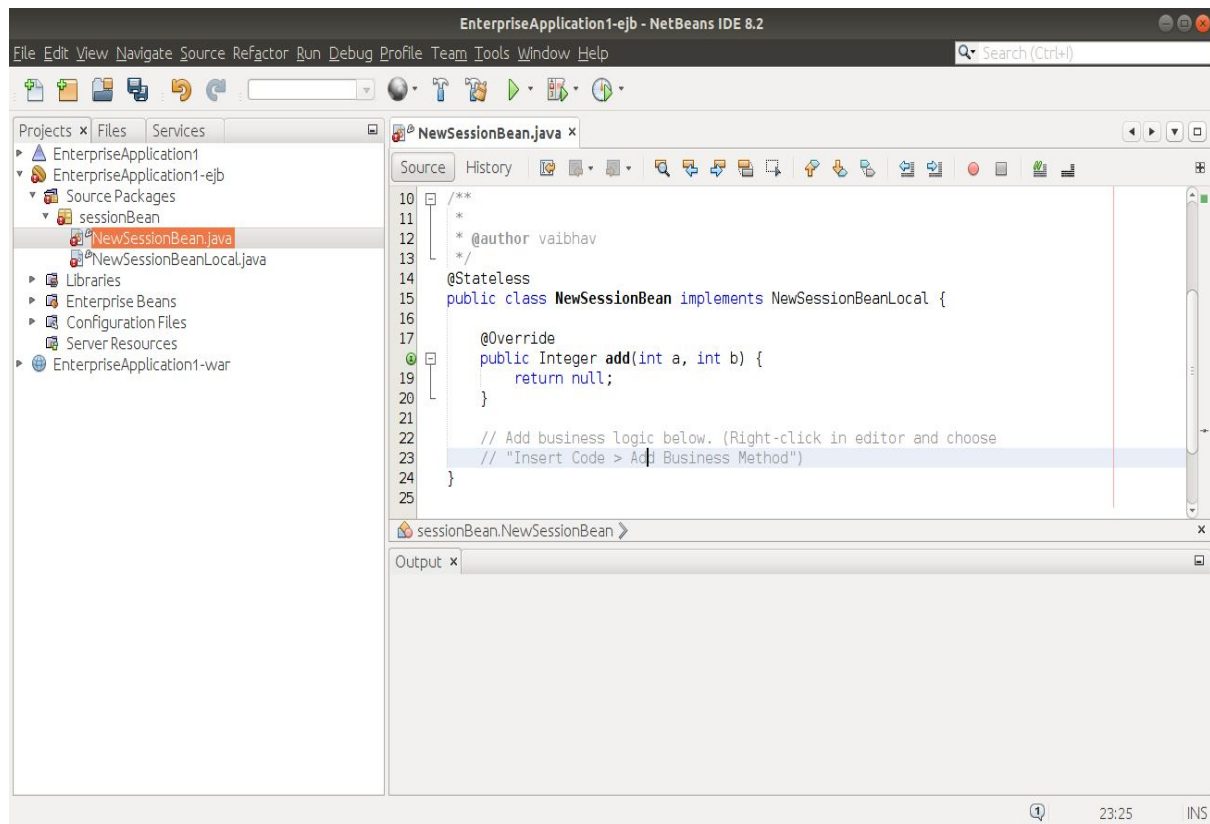 EnterpriseApplication1-ejb - NetBeans IDE 8.2
File Edit View Navigate Source Refactor Run Debug Profile Team Tools Window Help
Search (Ctrl+I)
Projects × Files Services
EnterpriseApplication1
EnterpriseApplication1-ejb
Source Packages
sessionBean
NewSessionBean.java
NewSessionBeanLocal.java
Libraries
Enterprise Beans
Configuration Files
Server Resources
EnterpriseApplication1-war
NewSessionBean.java ×
Source History
10 /**
11 *
12 * @author vaibhav
13 */
14 @Stateless
15 public class NewSessionBean implements NewSessionBeanLocal {
16
17 @Override
public Integer add(int a, int b) {
19 return null;
20 }
21
22 // Add business logic below. (Right-click in editor and choose
23 // "Insert Code > Add Business Method")
24 }
25
sessionBean.NewSessionBean
Output ×
1 23:25 INS